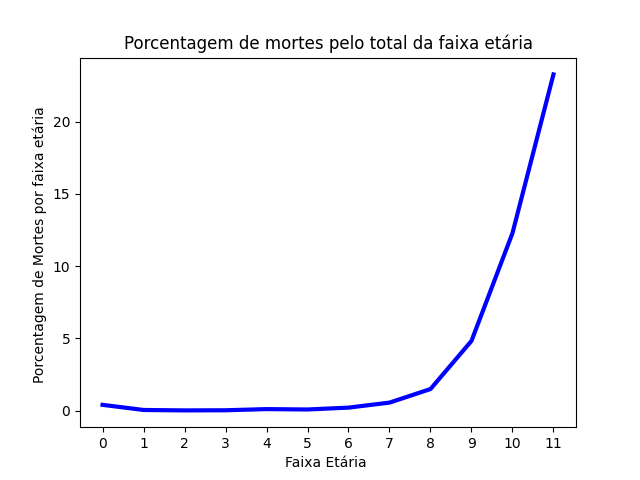 Porcentagem de mortes pelo total da faixa etária
Porcentagem de Mortes por faixa etária
20
15
10
5
0
0 1 2 3 4 5 6 7 8 9 10 11
Faixa Etária